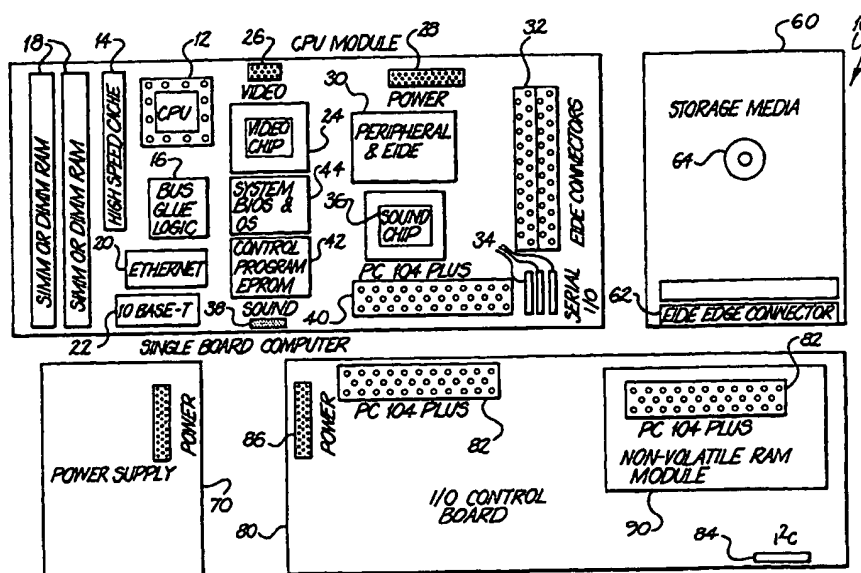 CPU MODULE
18
14
12
26
28
32
60
10
SIMM OR DIMM RAM
SIMM OR DIMM RAM
HIGH SPEED CACHE
CPU
VIDEO
POWER
30
24
VIDEO
CHIP
PERIPHERAL
& EIDE
EIDE CONNECTORS
STORAGE MEDIA
64
16
BUS
GLUE
LOGIC
44
SYSTEM
BIOS &
OS
36
SOUND
CHIP
20
ETHERNET
42
CONTROL
PROGRAM
EPROM
34
PC 104 PLUS
SERIAL
I/O
22
10 BASE-T
SOUND
38
40
62
EIDE EDGE CONNECTOR
SINGLE BOARD COMPUTER
POWER
POWER SUPPLY
70
86
POWER
PC 104 PLUS
82
82
PC 104 PLUS
NON-VOLATILE RAM
MODULE
I/O CONTROL
BOARD
80
90
84
I²C